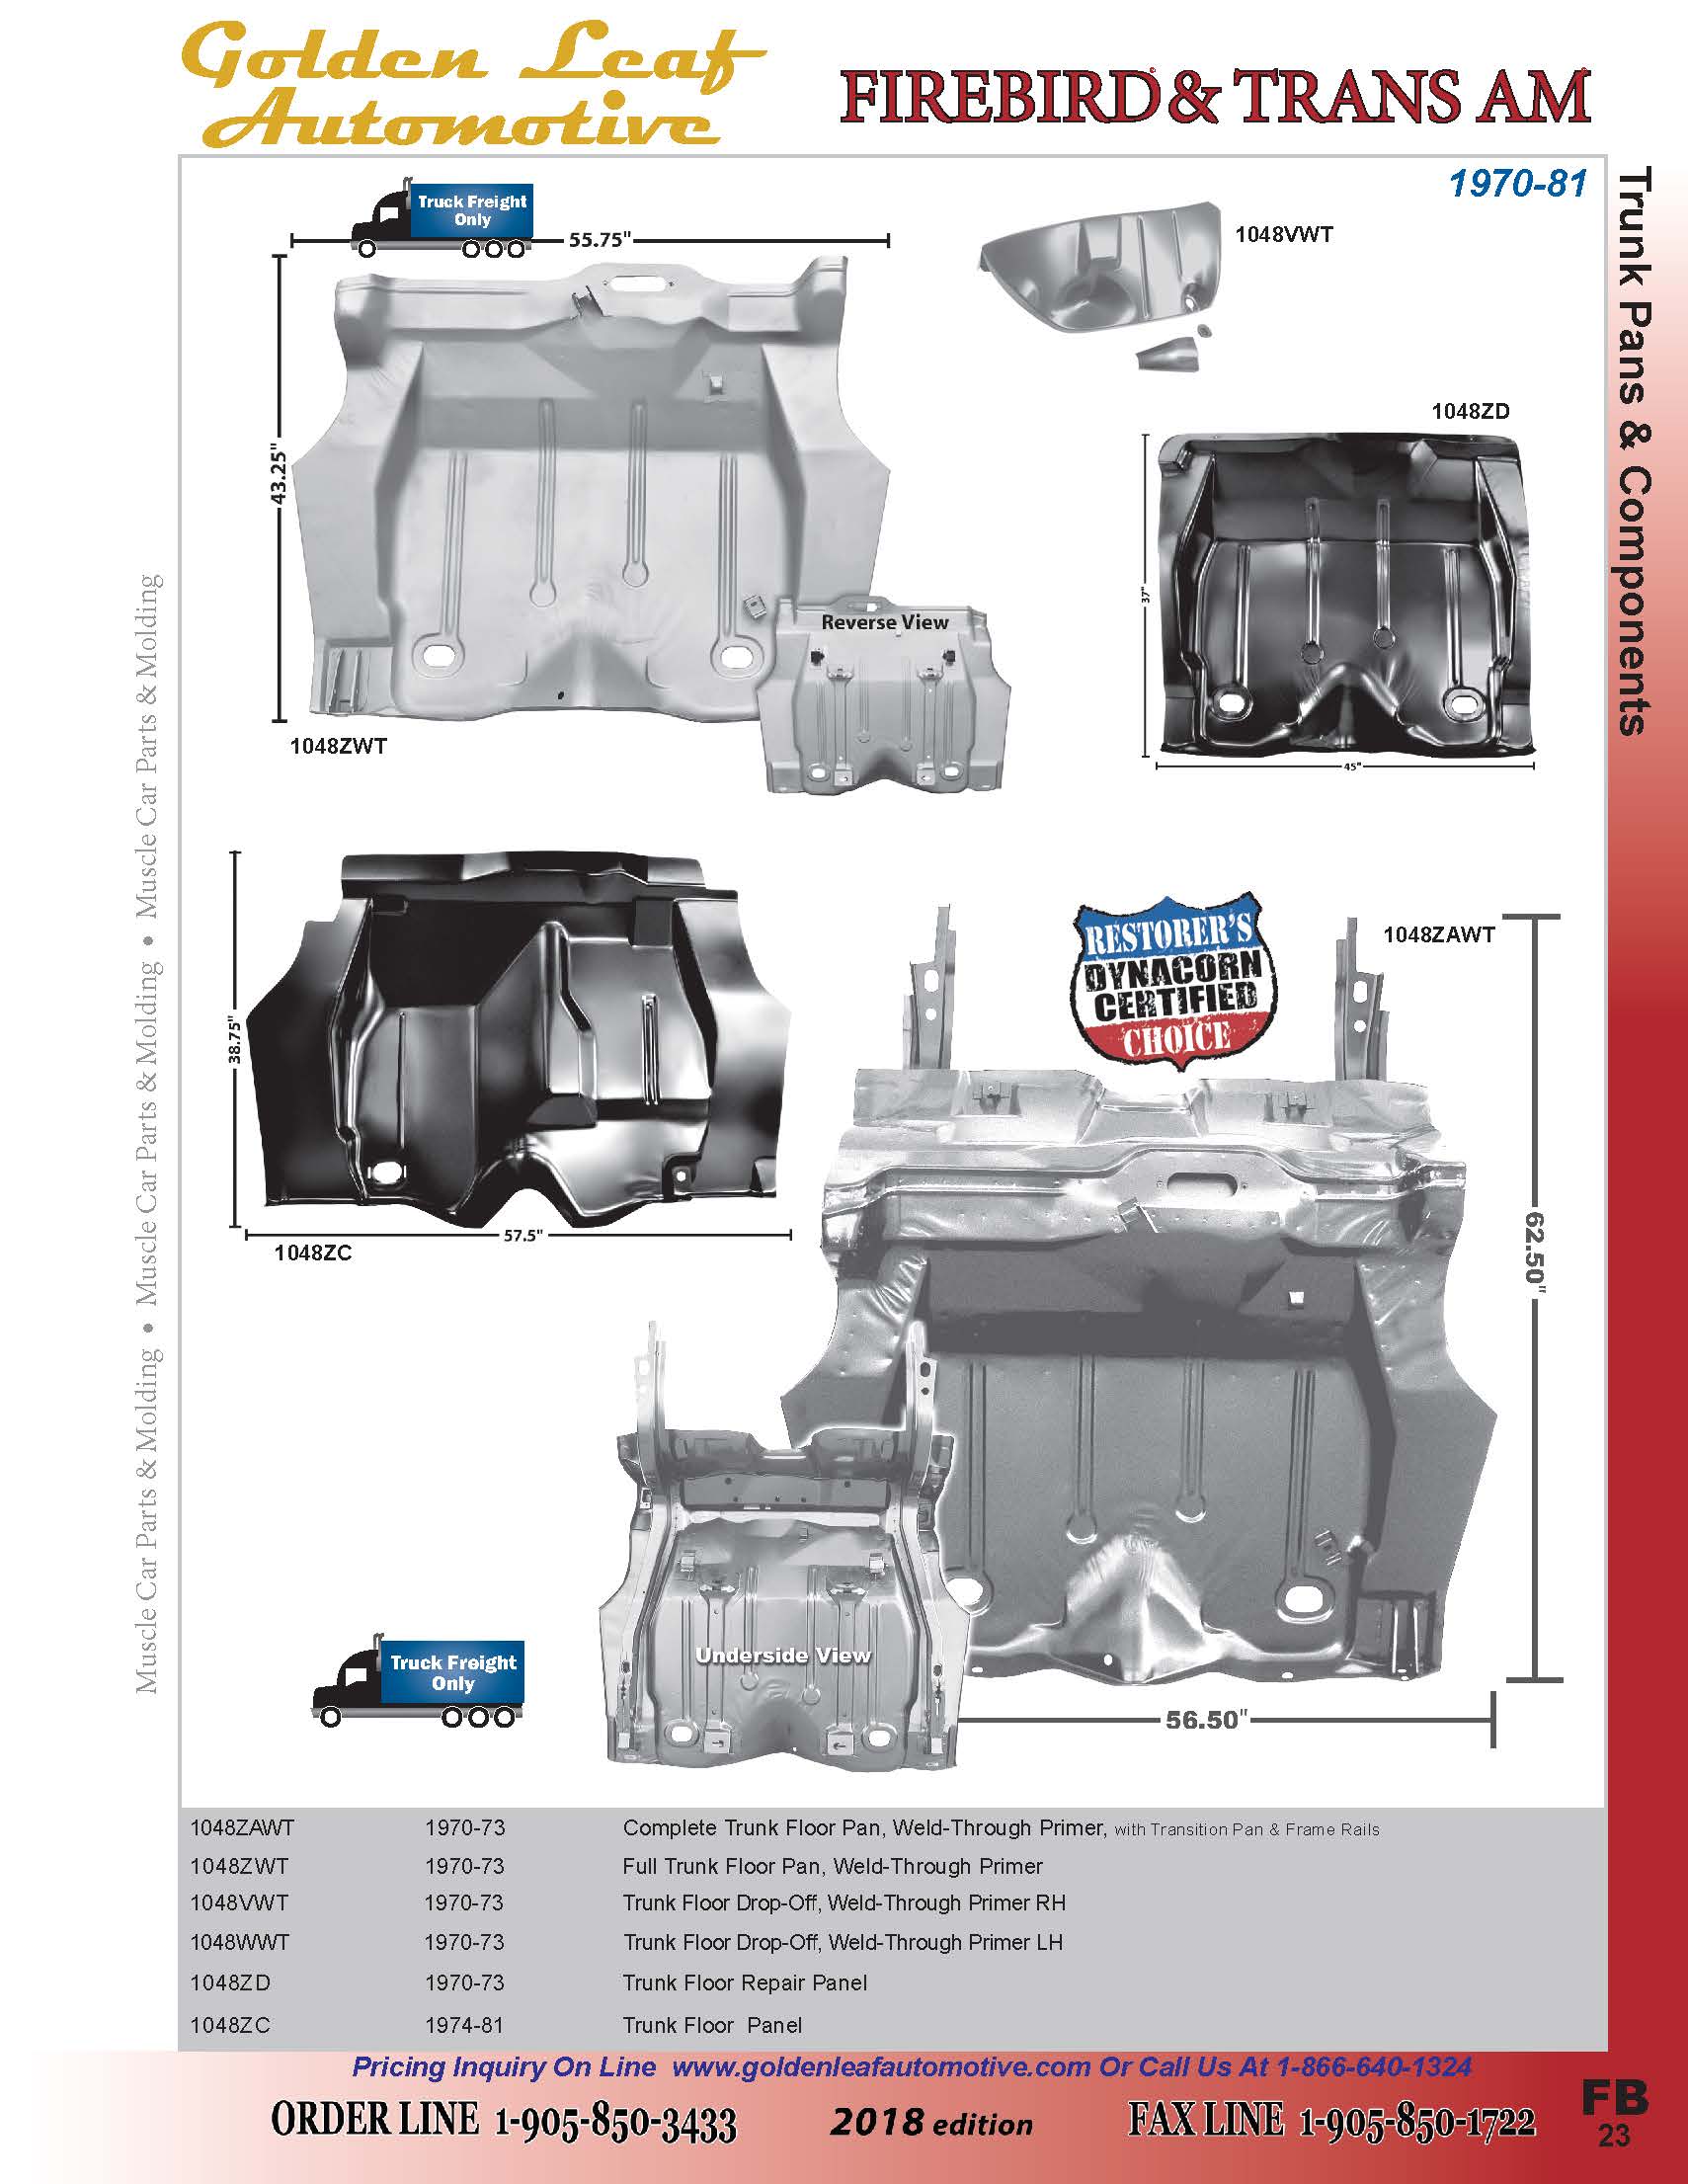 Golden Leaf
Automotive
FIREBIRD & TRANS AM
1970-81
Trunk Pans & Components
Truck Freight
Only
55.75"
43.25"
1048ZWT
Reverse View
1048VWT
1048ZD
37"
45"
38.75"
57.5"
1048ZC
RESTORER'S
DYNACORN
CERTIFIED
CHOICE
1048ZAWT
62.50"
56.50"
Underside View
Truck Freight
Only
Muscle Car Parts & Molding • Muscle Car Parts & Molding • Muscle Car Parts & Molding
1048ZAWT 1970-73 Complete Trunk Floor Pan, Weld-Through Primer, with Transition Pan & Frame Rails
1048ZWT 1970-73 Full Trunk Floor Pan, Weld-Through Primer
1048VWT 1970-73 Trunk Floor Drop-Off, Weld-Through Primer RH
1048WWT 1970-73 Trunk Floor Drop-Off, Weld-Through Primer LH
1048ZD 1970-73 Trunk Floor Repair Panel
1048ZC 1974-81 Trunk Floor Panel
Pricing Inquiry On Line www.goldenleafautomotive.com Or Call Us At 1-866-640-1324
ORDER LINE 1-905-850-3433 2018 edition FAX LINE 1-905-850-1722
FB
23